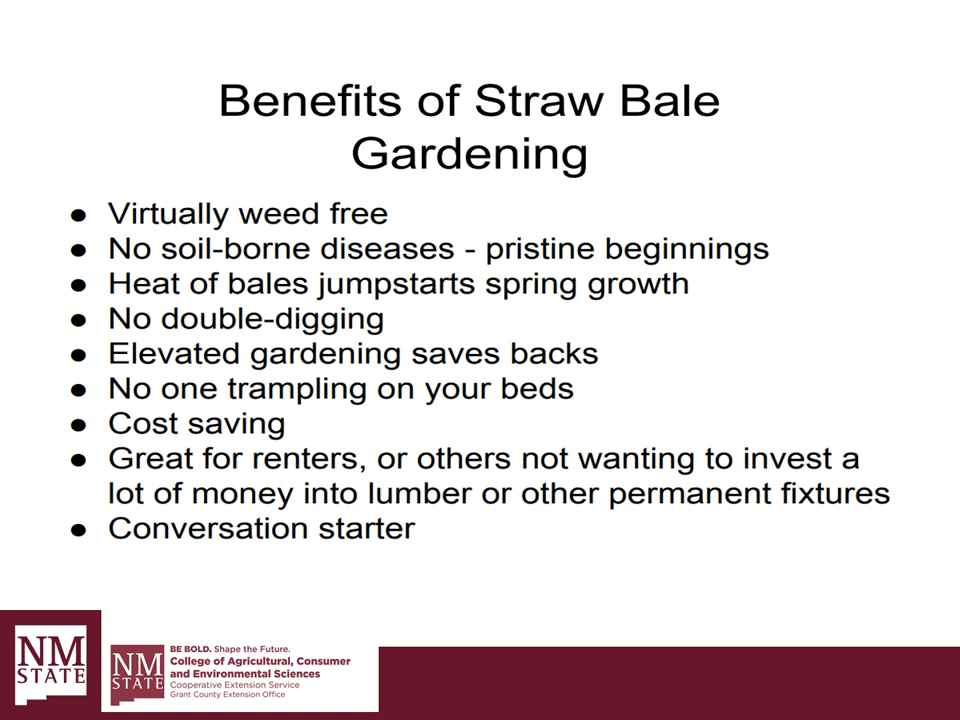 Benefits of Straw Bale
Gardening
● Virtually weed free
● No soil-borne diseases - pristine beginnings
● Heat of bales jumpstarts spring growth
● No double-digging
● Elevated gardening saves backs
● No one trampling on your beds
● Cost saving
● Great for renters, or others not wanting to invest a
lot of money into lumber or other permanent fixtures
● Conversation starter
NM
STATE
NM
STATE
BE BOLD. Shape the Future.
College of Agricultural, Consumer
and Environmental Sciences
Cooperative Extension Service
Grant County Extension Office